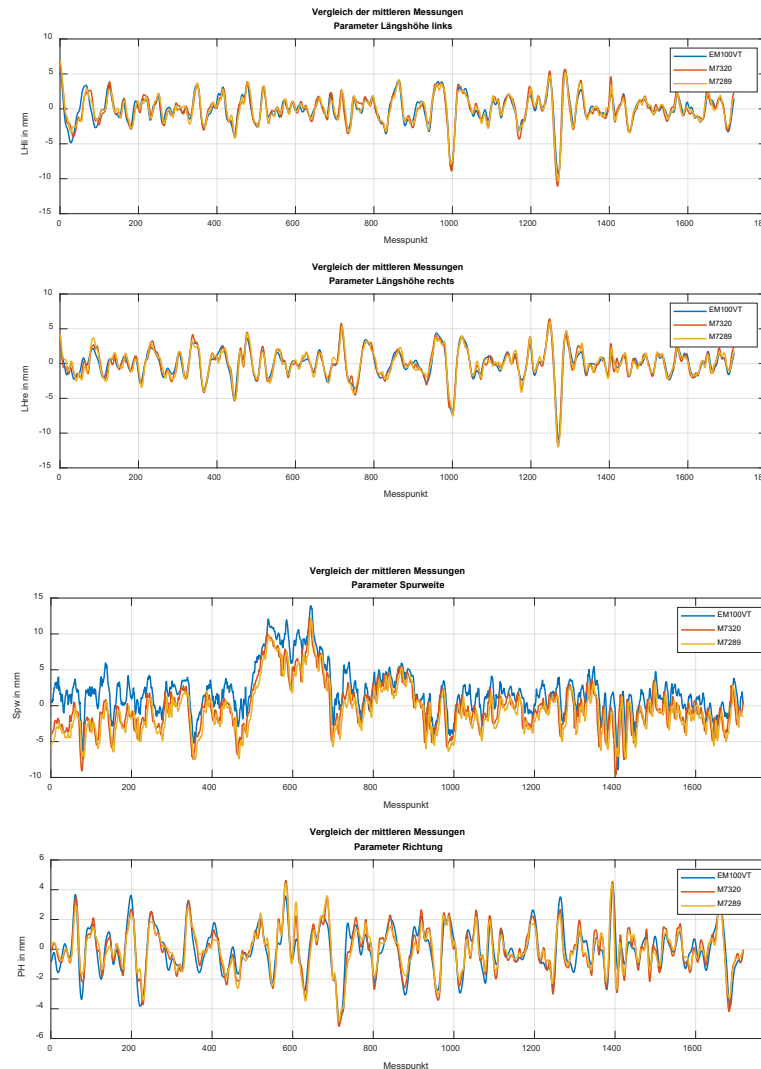 Vergleich der mittleren Messungen
Parameter Längshöhe links
10
5
0
-5
-10
-15
LHli in mm
0 200 400 600 800 1000 1200 1400 1600
Messpunkt
EM100VT
M7320
M7289
Vergleich der mittleren Messungen
Parameter Längshöhe rechts
10
5
0
-5
-10
-15
LHre in mm
0 200 400 600 800 1000 1200 1400 1600
Messpunkt
EM100VT
M7320
M7289
Vergleich der mittleren Messungen
Parameter Spurweite
15
10
5
0
-5
-10
Spw in mm
0 200 400 600 800 1000 1200 1400 1600
Messpunkt
EM100VT
M7320
M7289
Vergleich der mittleren Messungen
Parameter Richtung
6
4
2
0
-2
-4
-6
PH in mm
0 200 400 600 800 1000 1200 1400 1600
Messpunkt
EM100VT
M7320
M7289